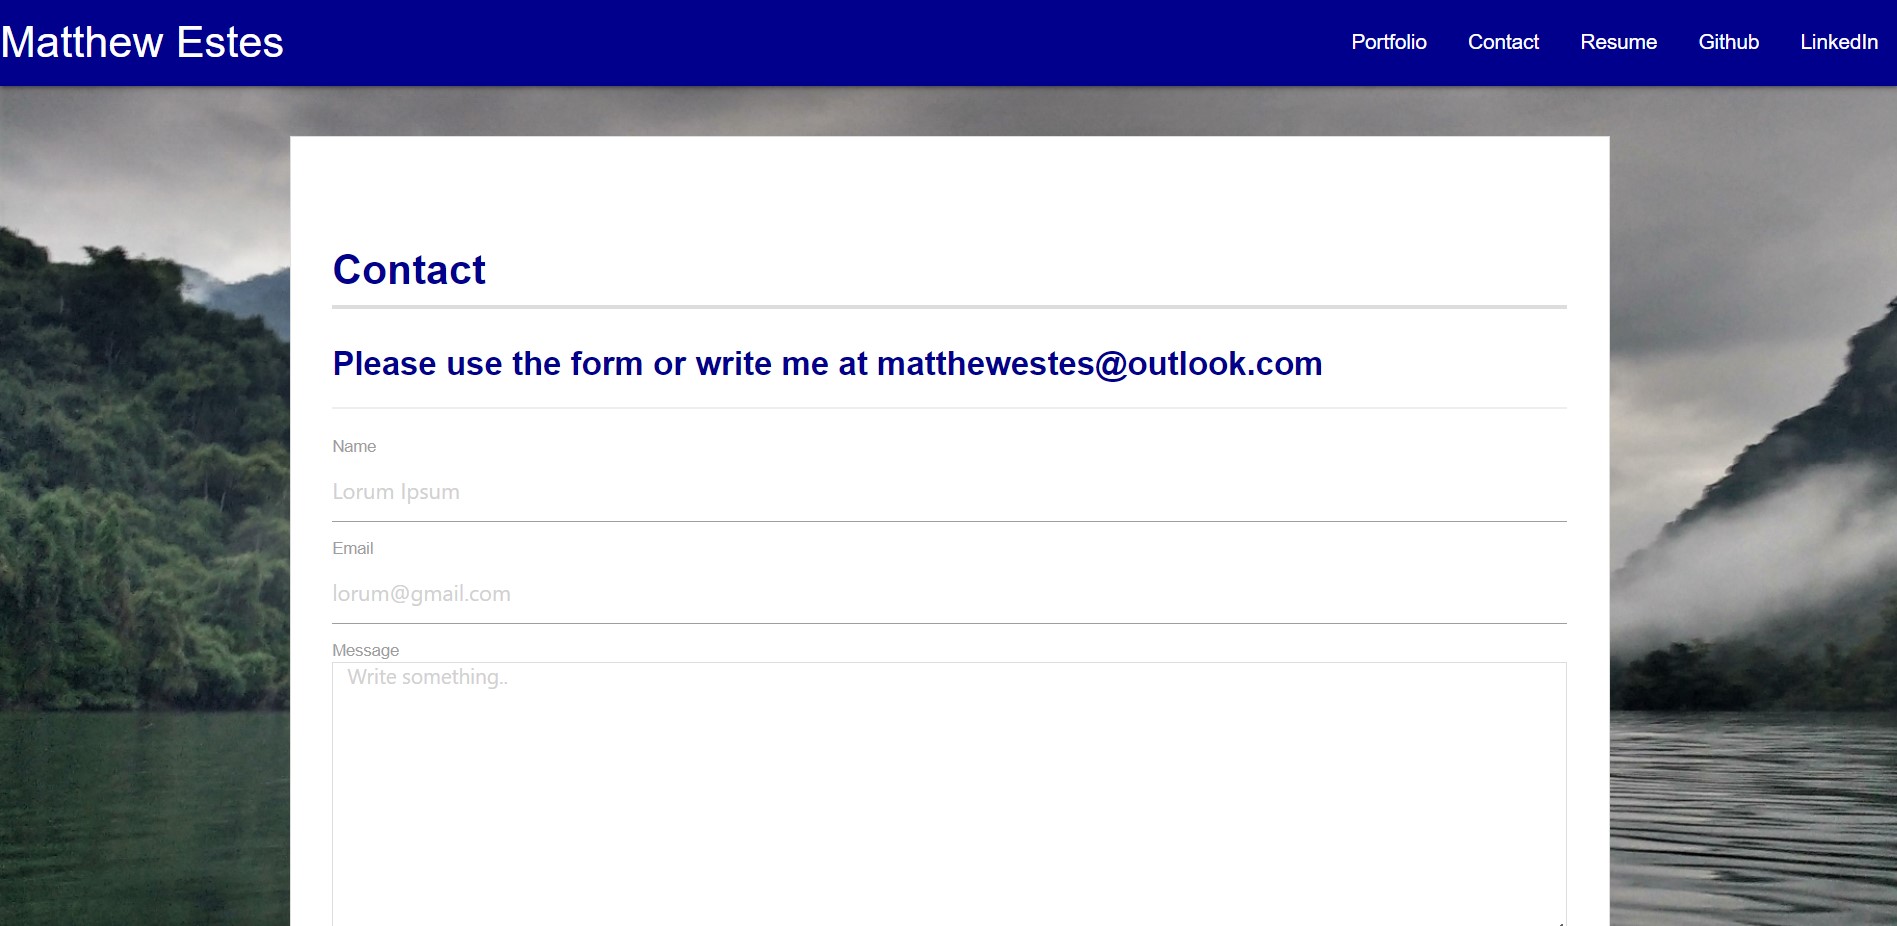 Matthew Estes
Portfolio Contact Resume Github LinkedIn
Contact
Please use the form or write me at matthewestes@outlook.com
Name
Lorum Ipsum
Email
lorum@gmail.com
Message
Write something..